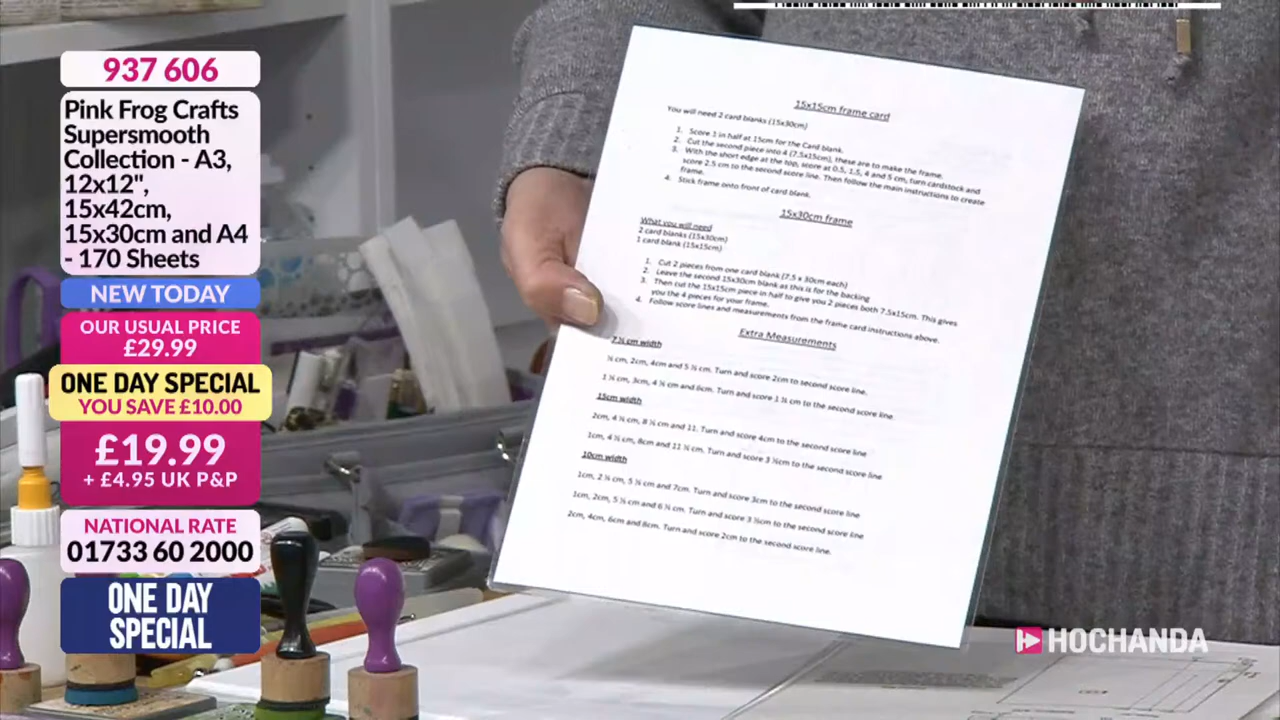 937 606
Pink Frog Crafts
Supersmooth
Collection - A3,
12x12",
15x42cm,
15x30cm and A4
- 170 Sheets
NEW TODAY
OUR USUAL PRICE
£29.99
ONE DAY SPECIAL
YOU SAVE £10.00
£19.99
+ £4.95 UK P&P
NATIONAL RATE
01733 60 2000
ONE DAY
SPECIAL
15x15cm frame card
You will need 2 card blanks (15x30cm)
1. Score 1 in half at 15cm for the Card blank.
2. Cut the second piece into 4 (7.5x15cm), these are to make the frame.
3. With the short edge at the top, score at 0.5, 1.5, 4 and 5 cm, turn cardstock and
score 2.5 cm to the second score line. Then follow the main instructions to create
frame.
4. Stick frame onto front of card blank.
15x30cm frame
What you will need
2 card blanks (15x30cm)
1 card blank (15x15cm)
1. Cut 2 pieces from one card blank (7.5 x 30cm each)
2. Leave the second 15x30cm blank as this is for the backing
3. Then cut the 15x15cm piece in half to give you 2 pieces both 7.5x15cm. This gives
you the 4 pieces for your frame.
4. Follow score lines and measurements from the frame card instructions above.
Extra Measurements
7 ½ cm width
½ cm, 2cm, 4cm and 5 ½ cm. Turn and score 2cm to second score line.
1 ½ cm, 3cm, 4 ½ cm and 6cm. Turn and score 1 ½ cm to the second score line
15cm width
2cm, 4 ½ cm, 8 ½ cm and 11. Turn and score 4cm to the second score line
1cm, 4 ½ cm, 8cm and 11 ½ cm. Turn and score 3 ½cm to the second score line
10cm width
1cm, 2 ½ cm, 5 ½ cm and 7cm. Turn and score 3cm to the second score line
1cm, 2cm, 5 ½ cm and 6 ½ cm. Turn and score 3 ½cm to the second score line
2cm, 4cm, 6cm and 8cm. Turn and score 2cm to the second score line.
HOCHANDA